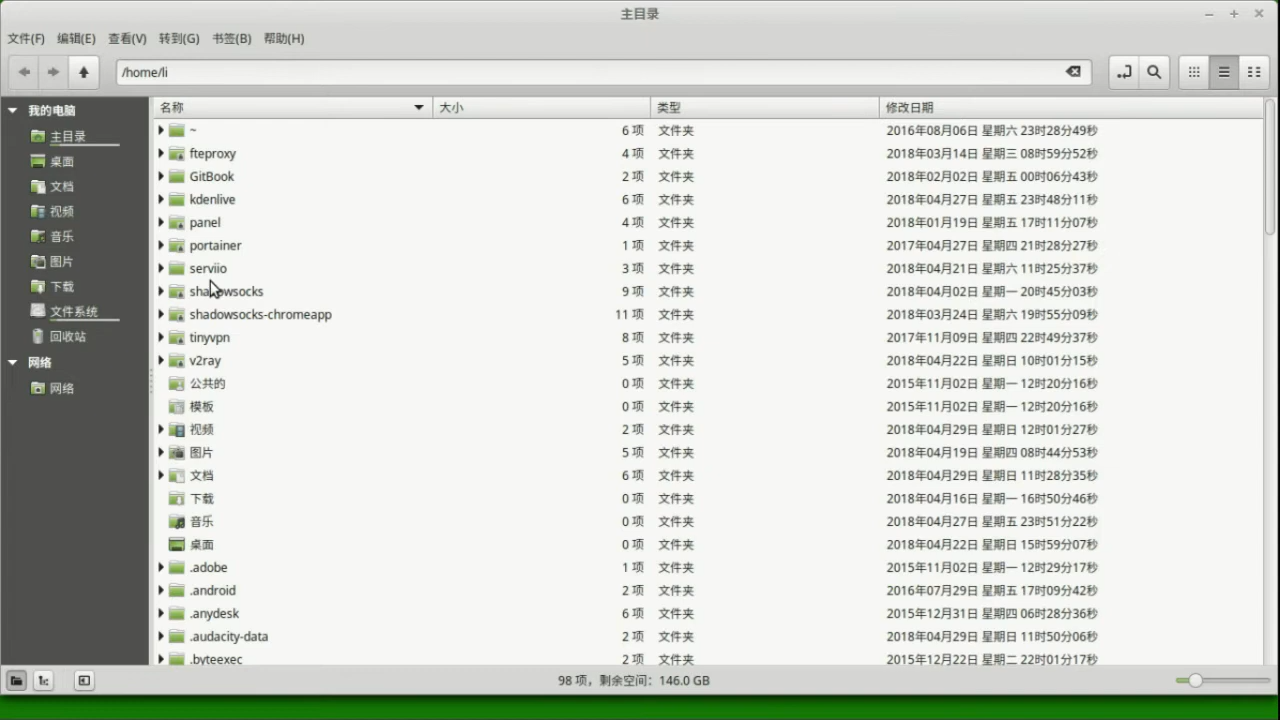 主目录
文件(F) 编辑(E) 查看(V) 转到(G) 书签(B) 帮助(H)
/home/li
我的电脑
主目录
桌面
文档
视频
音乐
图片
下载
文件系统
回收站
网络
网络
名称 大小 类型 修改日期
~ 6 项 文件夹 2016年08月06日 星期六 23时28分49秒
fteproxy 4 项 文件夹 2018年03月14日 星期三 08时59分52秒
GitBook 2 项 文件夹 2018年02月02日 星期五 00时06分43秒
kdenlive 6 项 文件夹 2018年04月27日 星期五 23时48分11秒
panel 4 项 文件夹 2018年01月19日 星期五 17时11分07秒
portainer 1 项 文件夹 2017年04月27日 星期四 21时28分27秒
serviio 3 项 文件夹 2018年04月21日 星期六 11时25分37秒
shadowsocks 9 项 文件夹 2018年04月02日 星期一 20时45分03秒
shadowsocks-chromeapp 11 项 文件夹 2018年03月24日 星期六 19时55分09秒
tinyvpn 8 项 文件夹 2017年11月09日 星期四 22时49分37秒
v2ray 5 项 文件夹 2018年04月22日 星期日 10时01分15秒
公共的 0 项 文件夹 2015年11月02日 星期一 12时20分16秒
模板 0 项 文件夹 2015年11月02日 星期一 12时20分16秒
视频 2 项 文件夹 2018年04月29日 星期日 12时01分27秒
图片 5 项 文件夹 2018年04月19日 星期四 08时44分53秒
文档 6 项 文件夹 2018年04月29日 星期日 11时28分35秒
下载 0 项 文件夹 2018年04月16日 星期一 16时50分46秒
音乐 0 项 文件夹 2018年04月27日 星期五 23时51分22秒
桌面 0 项 文件夹 2018年04月22日 星期日 15时59分07秒
.adobe 1 项 文件夹 2015年11月02日 星期一 12时29分17秒
.android 2 项 文件夹 2016年07月29日 星期五 17时09分42秒
.anydesk 6 项 文件夹 2015年12月31日 星期四 06时28分36秒
.audacity-data 2 项 文件夹 2018年04月29日 星期日 11时50分06秒
.byteexec 2 项 文件夹 2015年12月22日 星期二 22时01分17秒
98 项，剩余空间：146.0 GB